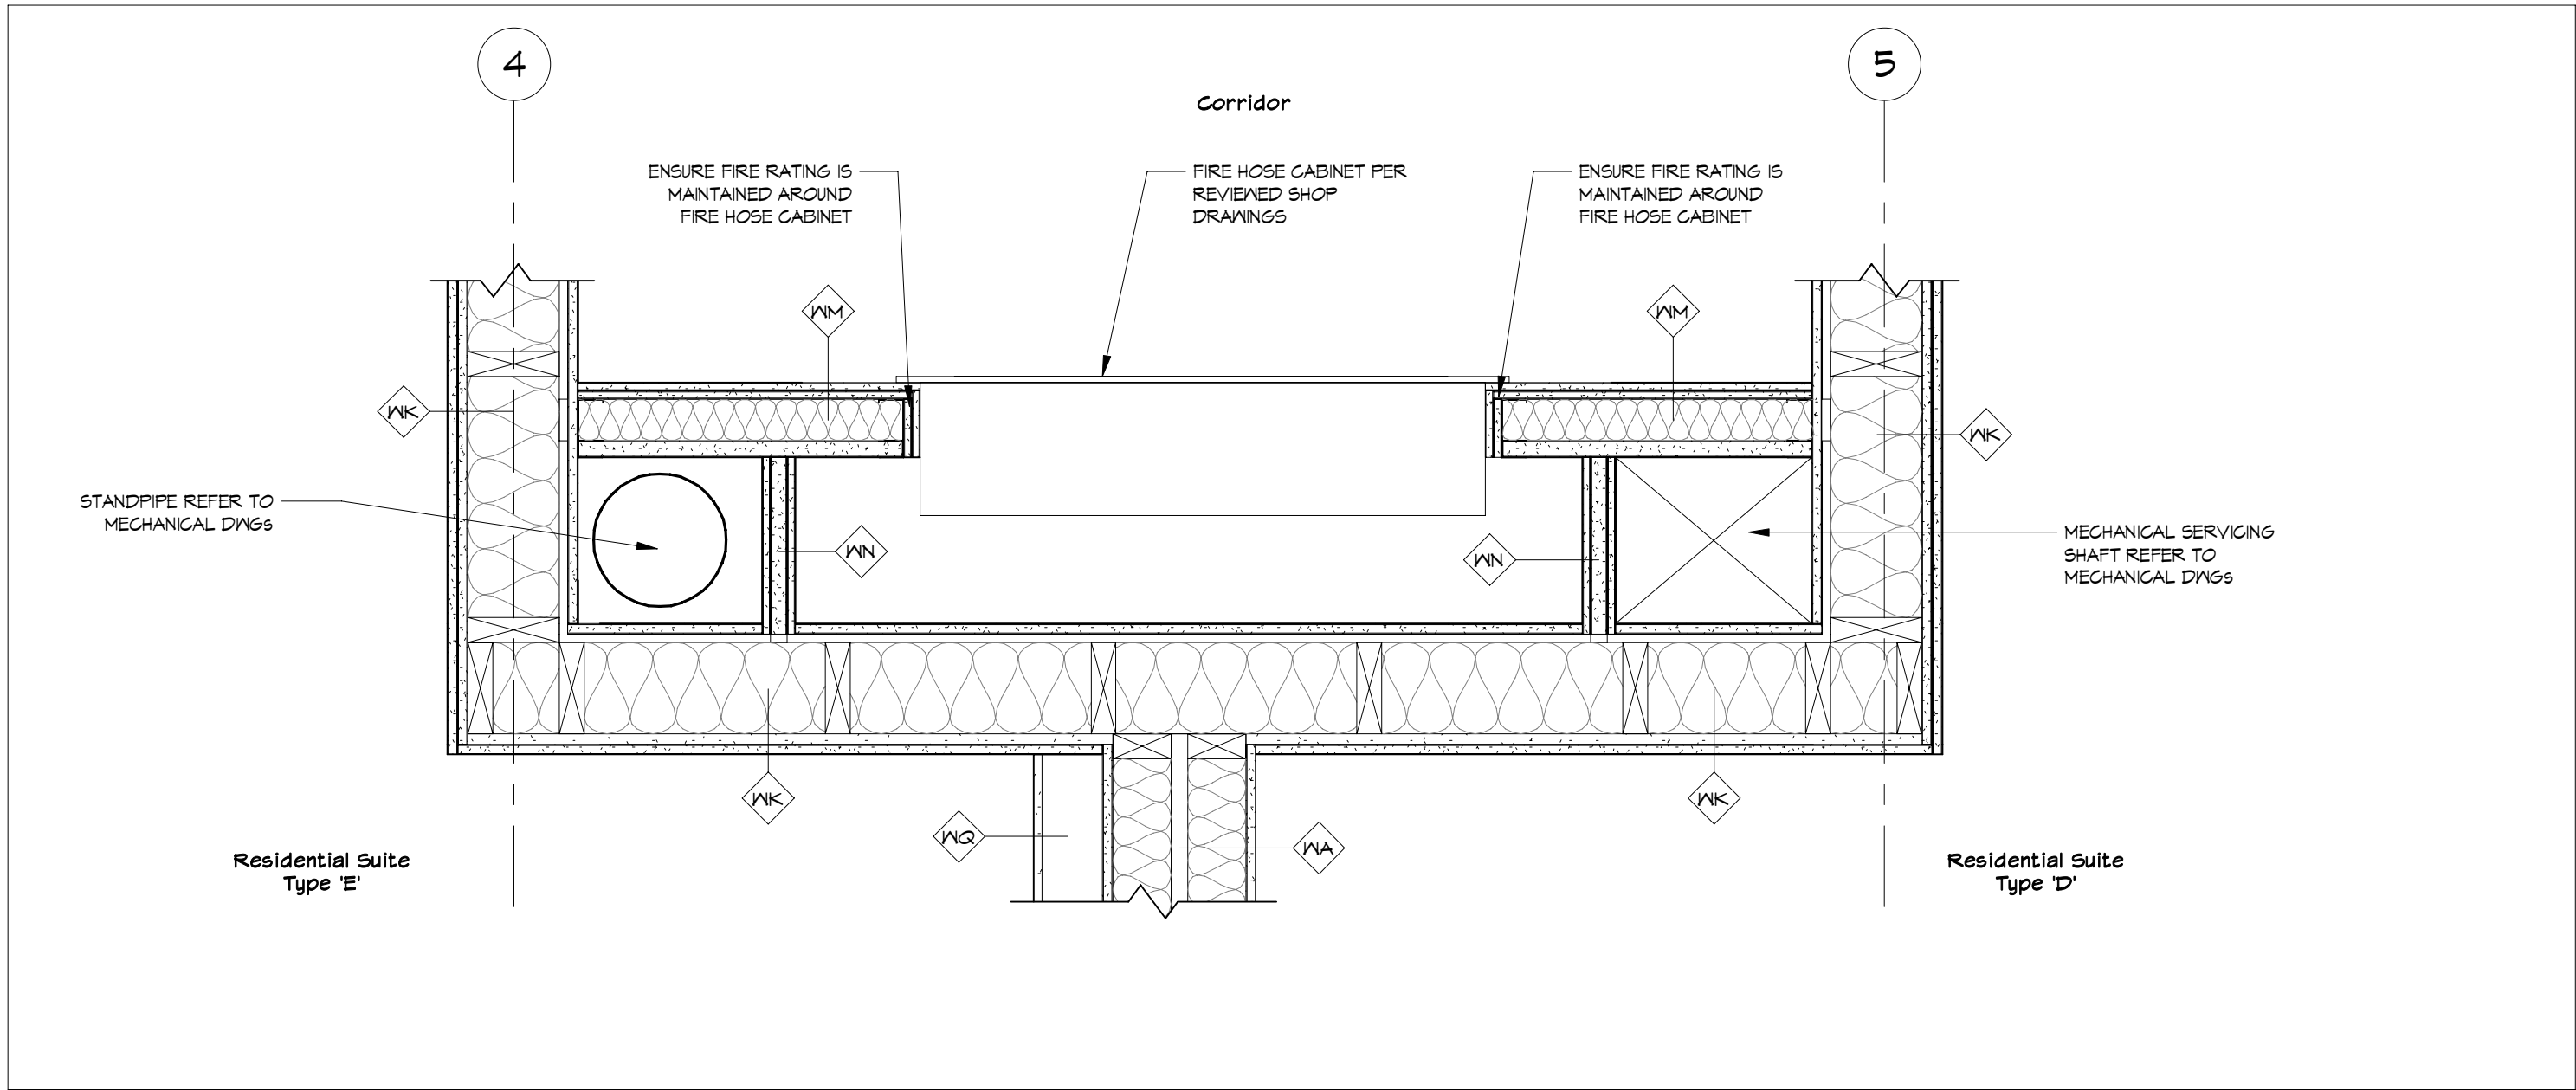 4
5
Corridor
ENSURE FIRE RATING IS
MAINTAINED AROUND
FIRE HOSE CABINET
FIRE HOSE CABINET PER
REVIEWED SHOP
DRAWINGS
ENSURE FIRE RATING IS
MAINTAINED AROUND
FIRE HOSE CABINET
WM
WM
WK
WK
STANDPIPE REFER TO
MECHANICAL DWGs
WN
WN
MECHANICAL SERVICING
SHAFT REFER TO
MECHANICAL DWGs
WK
WK
WQ
WA
Residential Suite
Type 'E'
Residential Suite
Type 'D'